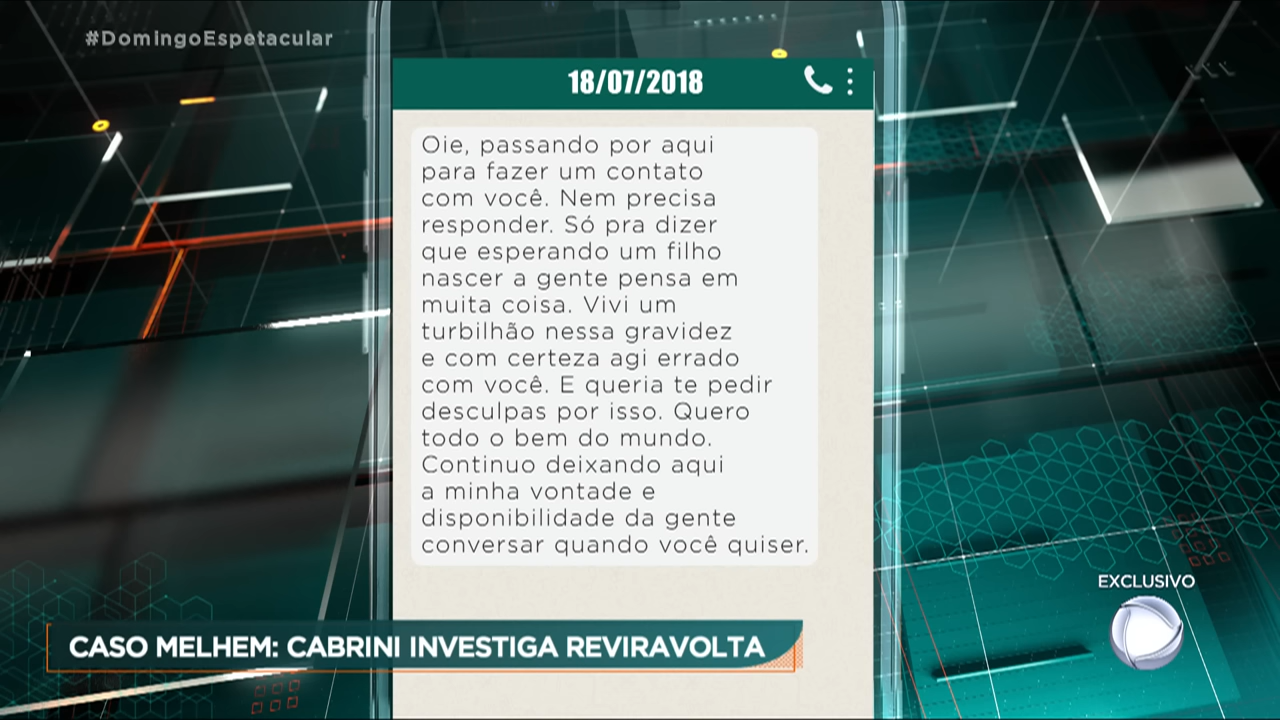 #DomingoEspetacular
18/07/2018
Oie, passando por aqui
para fazer um contato
com você. Nem precisa
responder. Só pra dizer
que esperando um filho
nascer a gente pensa em
muita coisa. Vivi um
turbilhão nessa gravidez
e com certeza agi errado
com você. E queria te pedir
desculpas por isso. Quero
todo o bem do mundo.
Continuo deixando aqui
a minha vontade e
disponibilidade da gente
conversar quando você quiser.
EXCLUSIVO
CASO MELHEM: CABRINI INVESTIGA REVIRAVOLTA